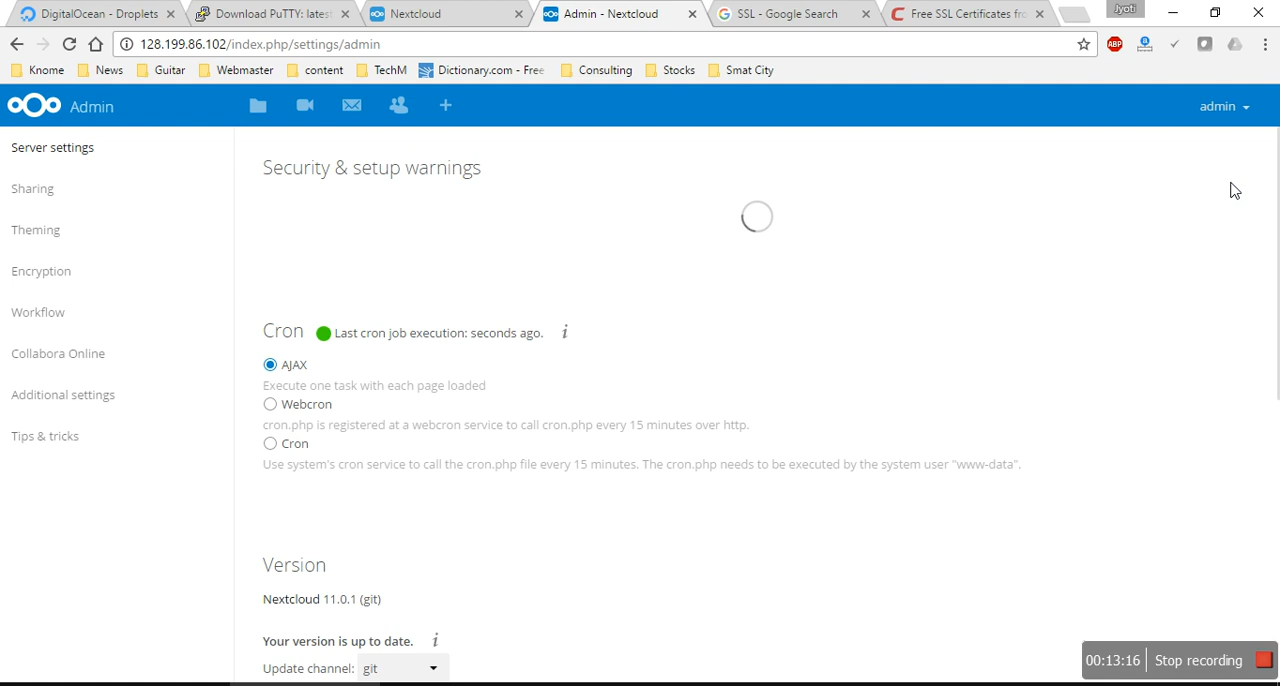 DigitalOcean - Droplets
Download PuTTY: latest
Nextcloud
Admin - Nextcloud
SSL - Google Search
Free SSL Certificates fro
Jyoti
128.199.86.102/index.php/settings/admin
ABP
Knome
News
Guitar
Webmaster
content
TechM
Dictionary.com - Free
Consulting
Stocks
Smat City
Admin
admin
Server settings
Sharing
Theming
Encryption
Workflow
Collabora Online
Additional settings
Tips & tricks
Security & setup warnings
Cron Last cron job execution: seconds ago. i
AJAX
Execute one task with each page loaded
Webcron
cron.php is registered at a webcron service to call cron.php every 15 minutes over http.
Cron
Use system's cron service to call the cron.php file every 15 minutes. The cron.php needs to be executed by the system user "www-data".
Version
Nextcloud 11.0.1 (git)
Your version is up to date. i
Update channel: git
00:13:16 Stop recording